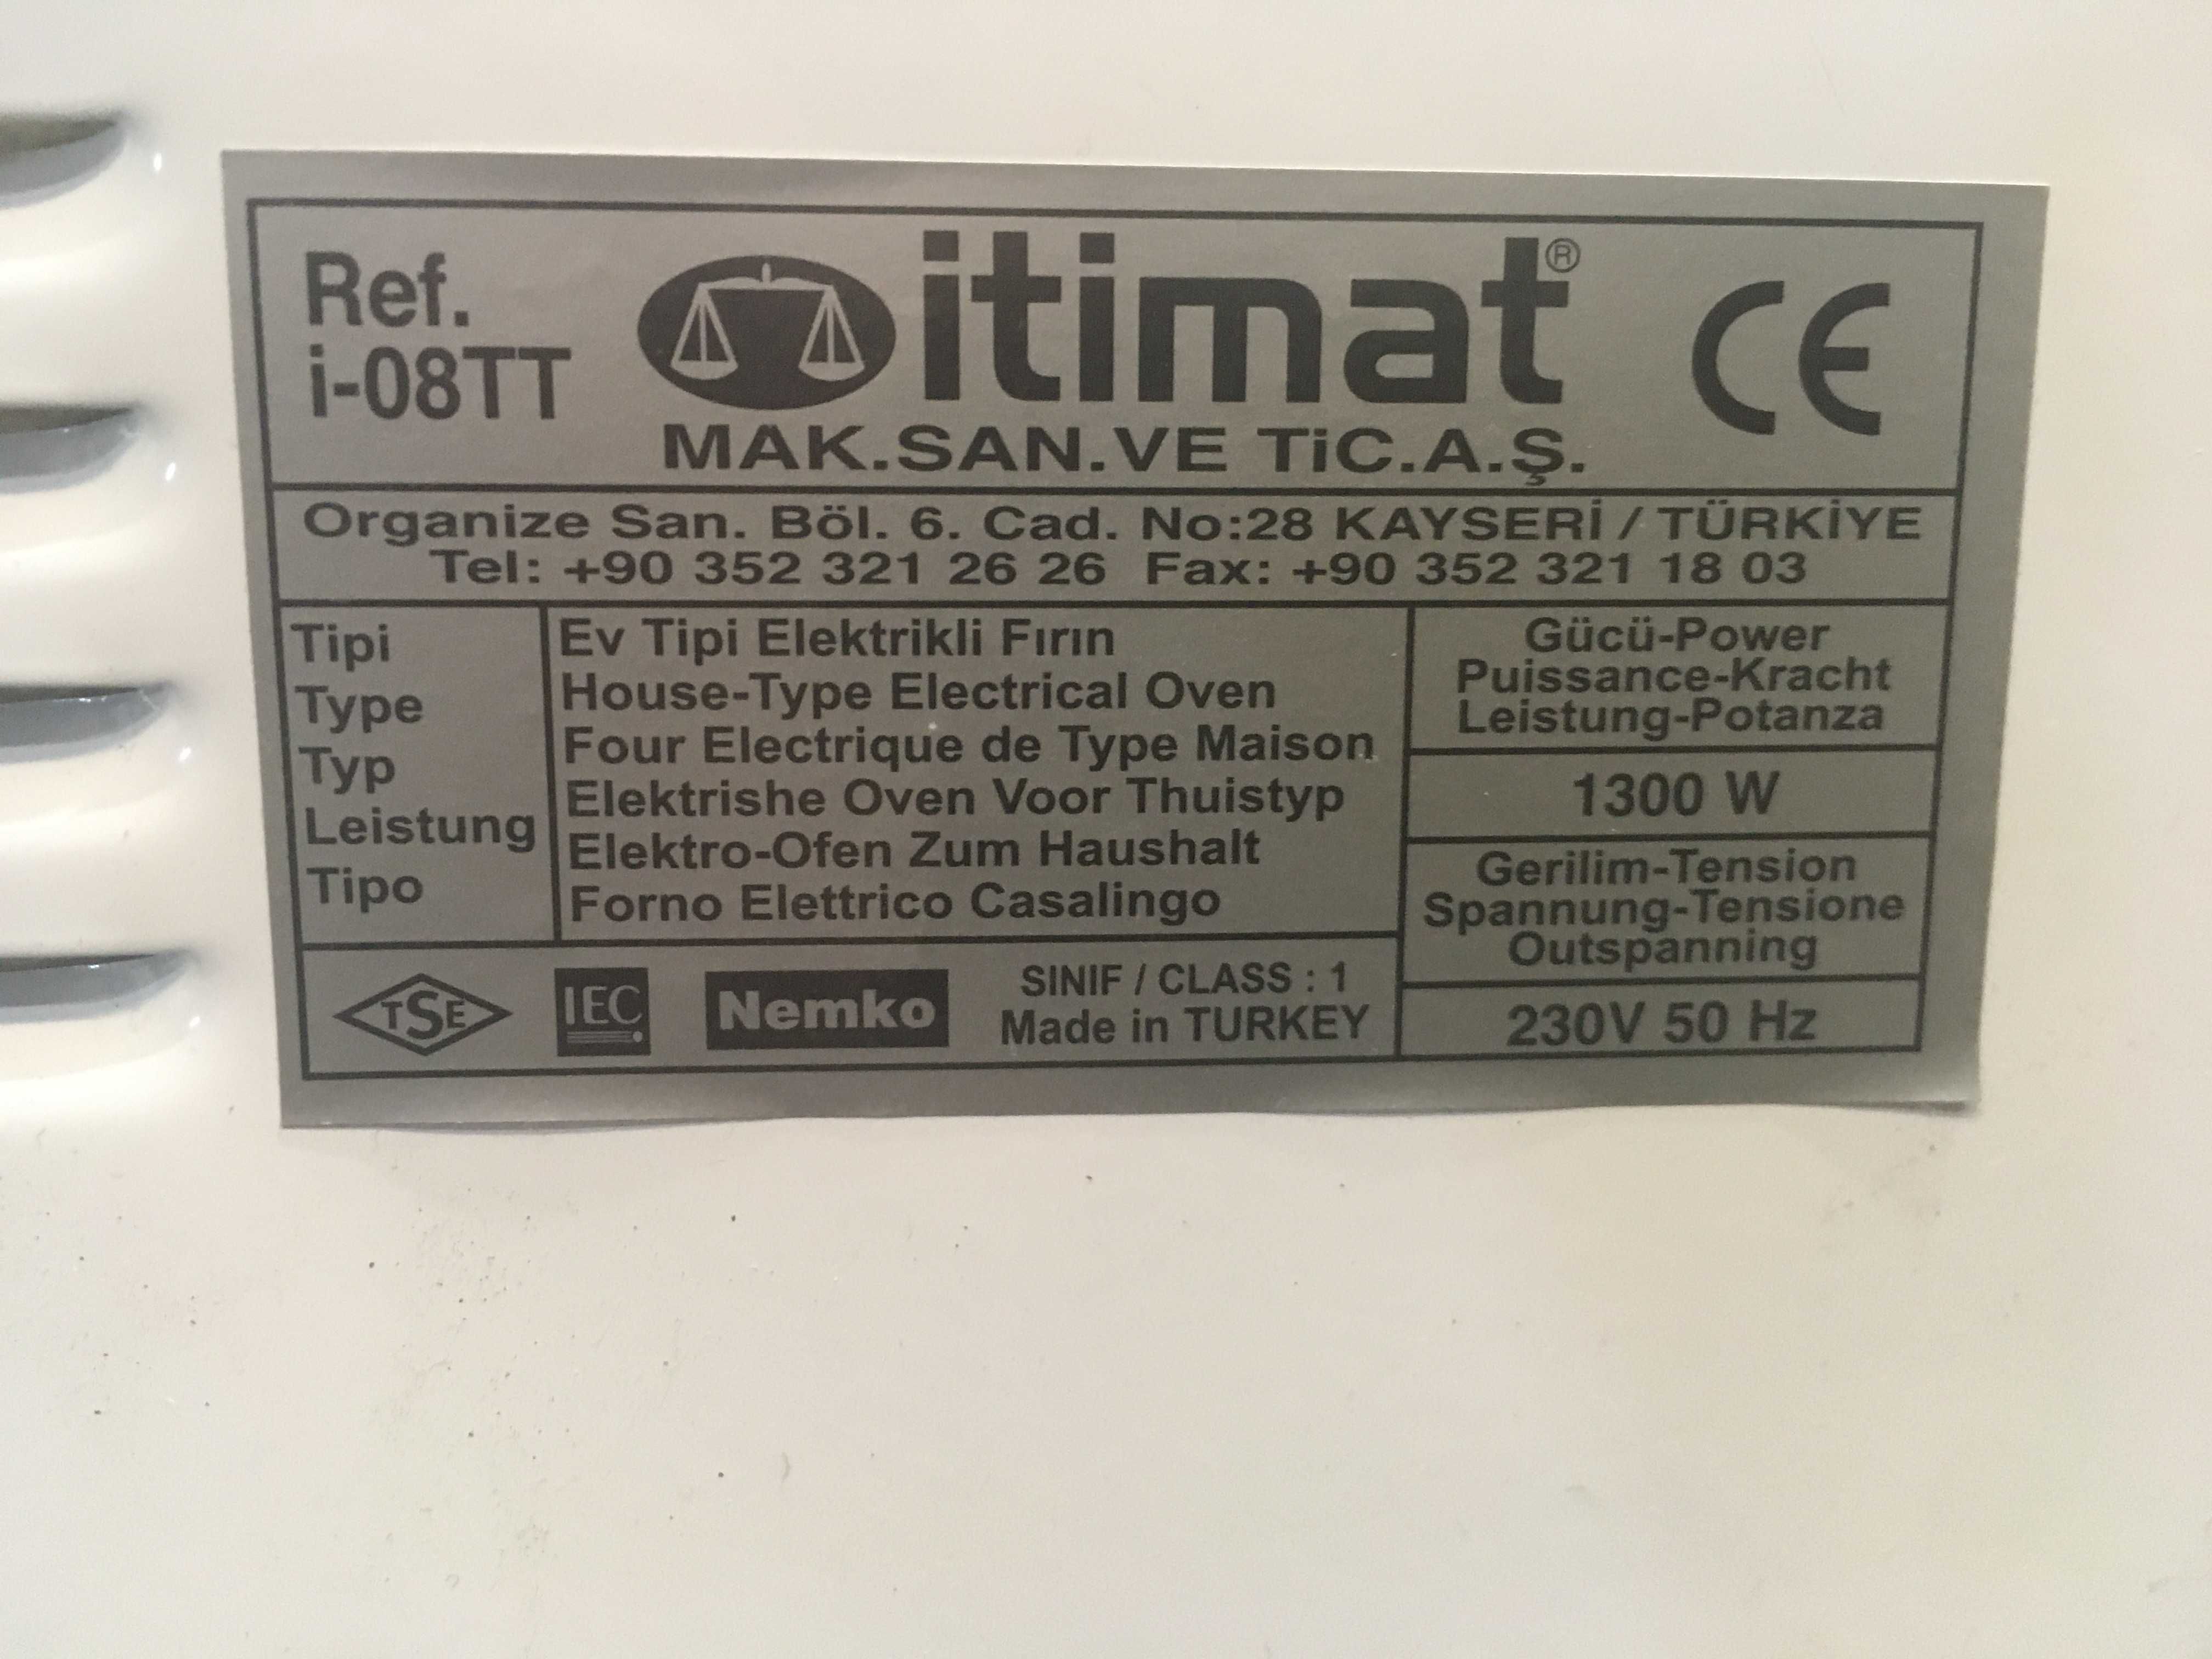 Ref.
i-08TT
itimat®
CE
MAK.SAN.VE TiC.A.Ş.
Organize San. Böl. 6. Cad. No:28 KAYSERİ / TÜRKİYE
Tel: +90 352 321 26 26 Fax: +90 352 321 18 03
Tipi
Type
Typ
Leistung
Tipo
Ev Tipi Elektrikli Fırın
House-Type Electrical Oven
Four Electrique de Type Maison
Elektrishe Oven Voor Thuistyp
Elektro-Ofen Zum Haushalt
Forno Elettrico Casalingo
Gücü-Power
Puissance-Kracht
Leistung-Potanza
1300 W
Gerilim-Tension
Spannung-Tensione
Outspanning
230V 50 Hz
TSE
IEC
Nemko
SINIF / CLASS : 1
Made in TURKEY